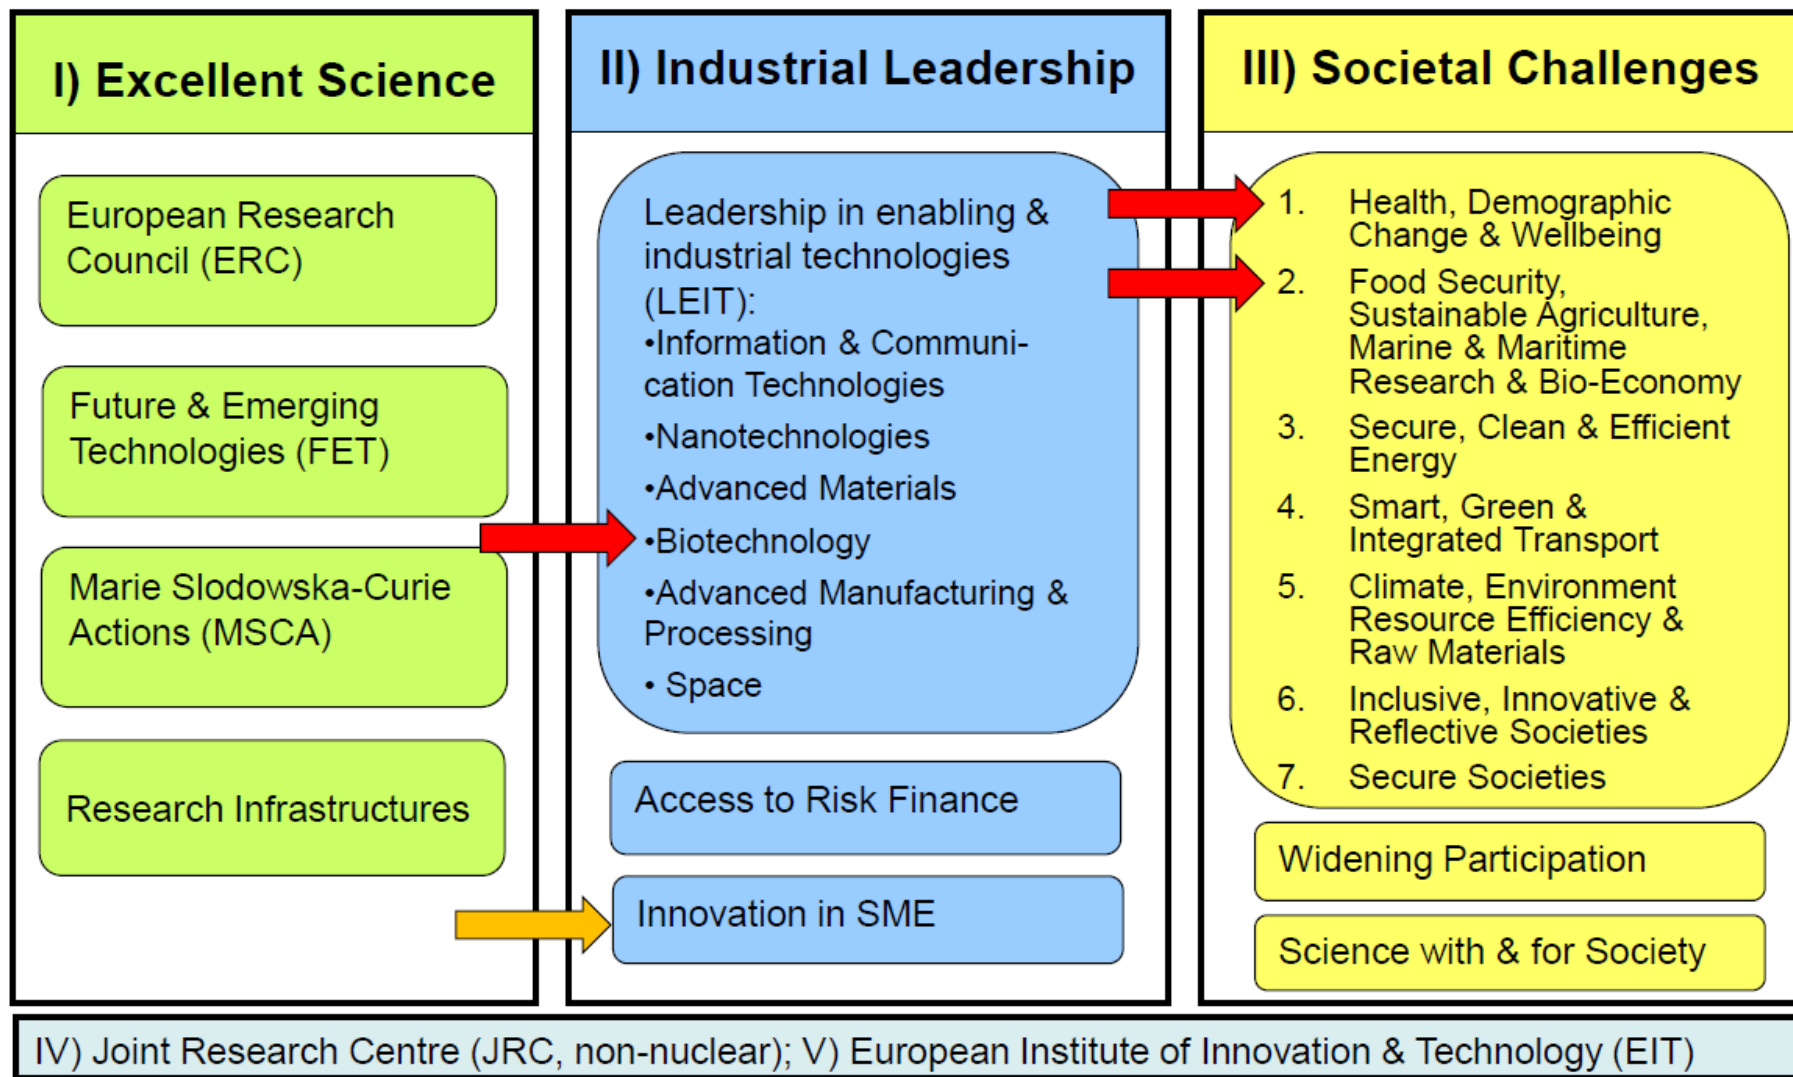 I) Excellent Science
European Research
Council (ERC)
Future & Emerging
Technologies (FET)
Marie Slodowska-Curie
Actions (MSCA)
Research Infrastructures
II) Industrial Leadership
Leadership in enabling &
industrial technologies
(LEIT):
•Information & Communi-
cation Technologies
•Nanotechnologies
•Advanced Materials
•Biotechnology
•Advanced Manufacturing &
Processing
• Space
Access to Risk Finance
Innovation in SME
III) Societal Challenges
1. Health, Demographic
Change & Wellbeing
2. Food Security,
Sustainable Agriculture,
Marine & Maritime
Research & Bio-Economy
3. Secure, Clean & Efficient
Energy
4. Smart, Green &
Integrated Transport
5. Climate, Environment
Resource Efficiency &
Raw Materials
6. Inclusive, Innovative &
Reflective Societies
7. Secure Societies
Widening Participation
Science with & for Society
IV) Joint Research Centre (JRC, non-nuclear); V) European Institute of Innovation & Technology (EIT)